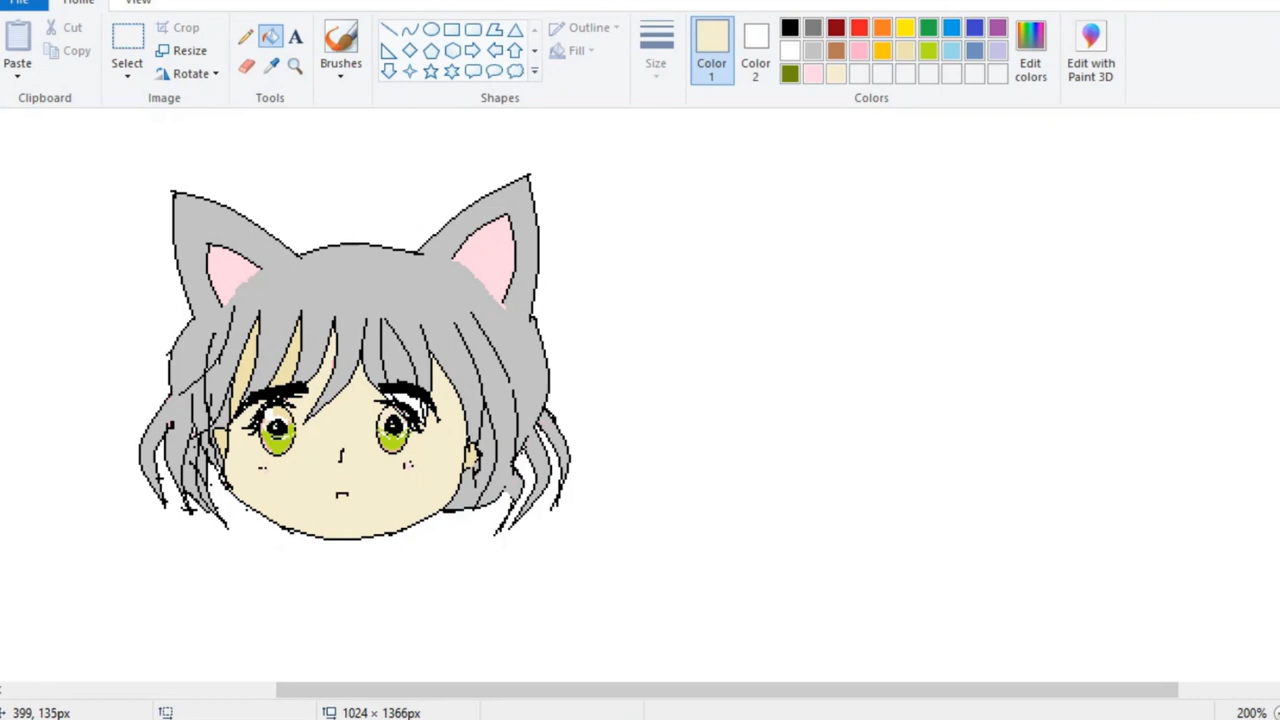 File Home View
Paste
Cut
Copy
Clipboard
Select
Crop
Resize
Rotate
Image
A
Tools
Brushes
Shapes
Outline
Fill
Size
Color
1
Color
2
Colors
Edit
colors
Edit with
Paint 3D
399, 135px
1024 × 1366px
200%